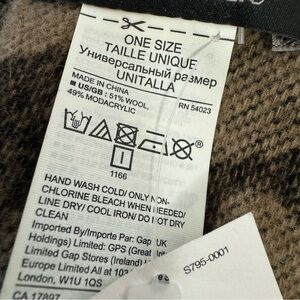 ONE SIZE
TAILLE UNIQUE
Универсальный размер
UNITALLA
MADE IN CHINA
RN 54023
US/GB: 51% WOOL,
49% MODACRYLIC
1166
HAND WASH COLD/ ONLY NON-
CHLORINE BLEACH WHEN NEEDED/
LINE DRY/ COOL IRON/ DO NOT DRY
CLEAN
Imported By/Importe Par: Gap UK
Holdings) Limited: GPS (Great
Limited Gap Stores (Ireland)
Europe Limited All at 103
London, W1U 1QS
CA 17897
S795-0001